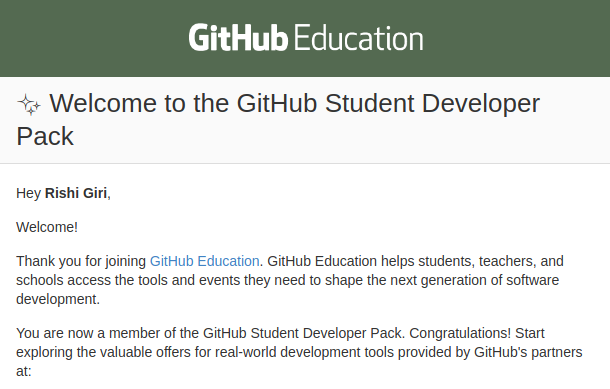 GitHub Education
✨ Welcome to the GitHub Student Developer
Pack
Hey Rishi Giri,
Welcome!
Thank you for joining GitHub Education. GitHub Education helps students, teachers, and
schools access the tools and events they need to shape the next generation of software
development.
You are now a member of the GitHub Student Developer Pack. Congratulations! Start
exploring the valuable offers for real-world development tools provided by GitHub's partners
at: